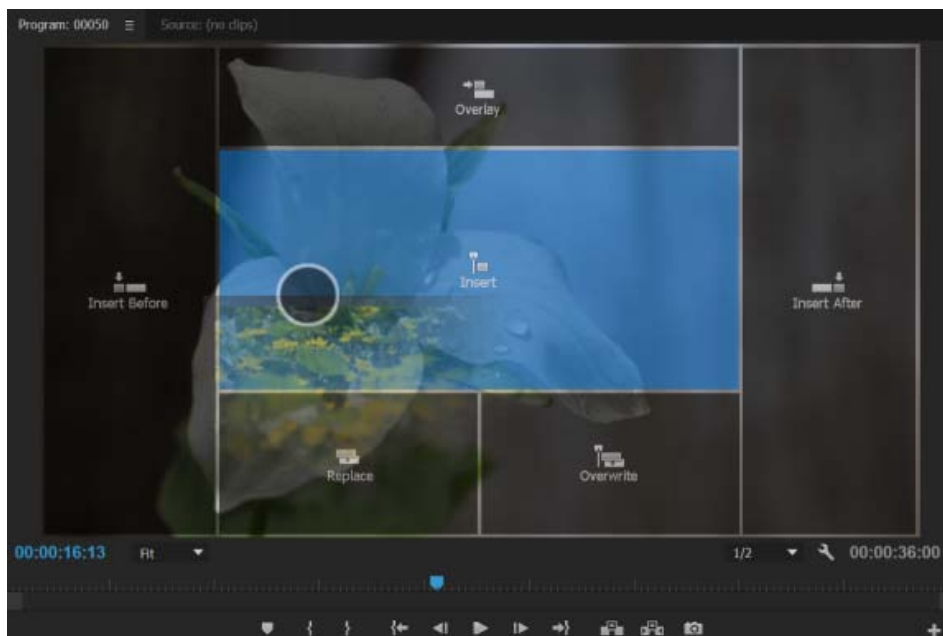 Program: 00050 Source: (no clips)
Overlay
Insert
Insert Before
Insert After
Replace
Overwrite
00:00:16:13 Fit 1/2 00:00:36:00